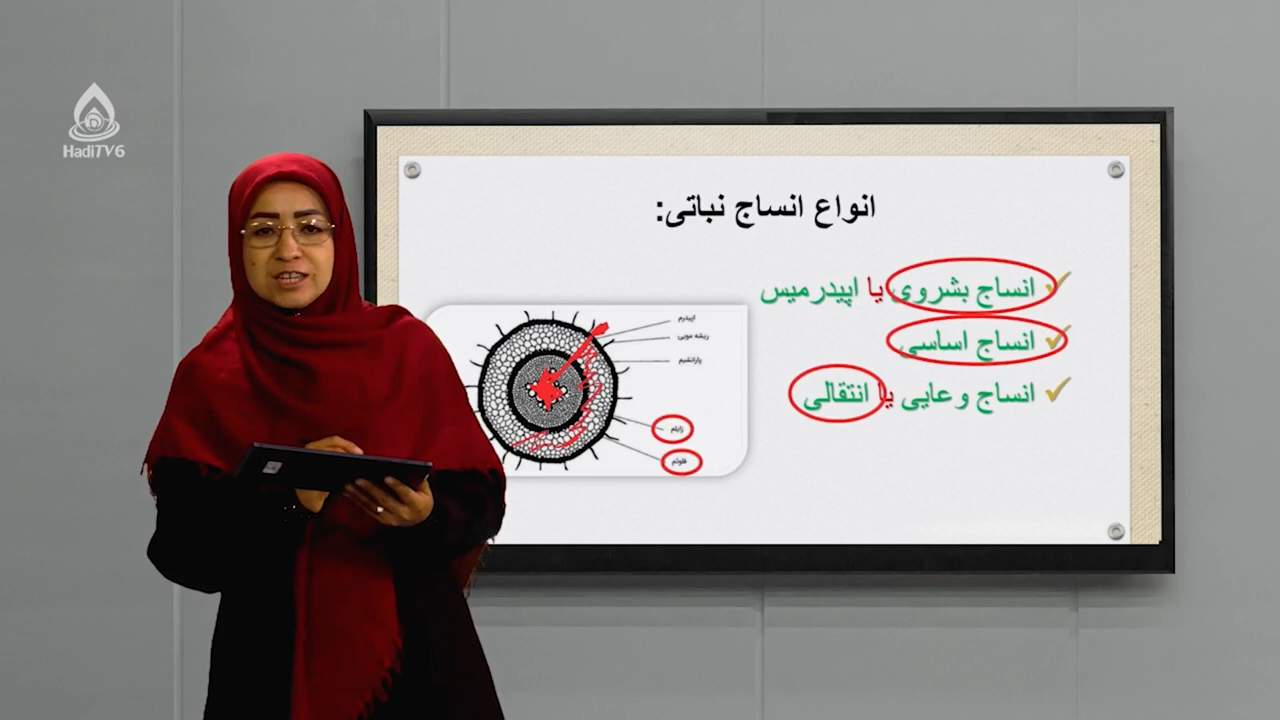 HadiTV6
انواع انساج نباتی:
انساج بشروی یا اپیدرمیس
انساج اساسی
انساج وعایی یا انتقالی
اپیدرم
ریشه مویی
پارانشیم
زایلم
فلوئم